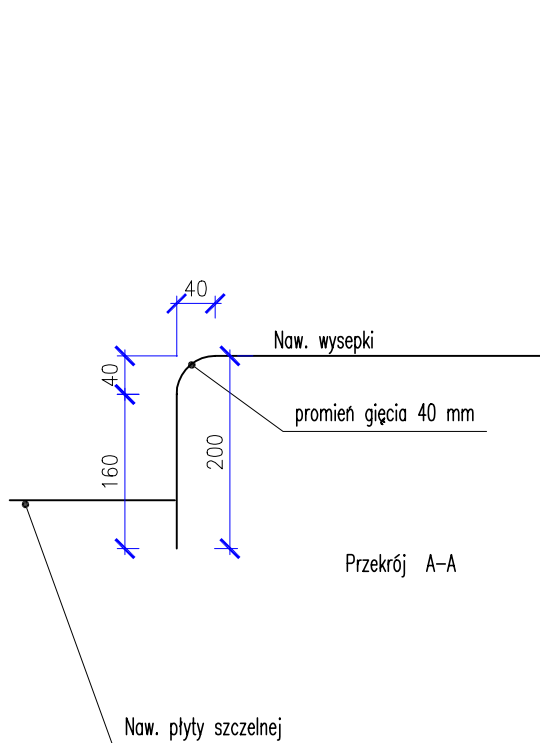 40
Naw. wysepki
40
promień gięcia 40 mm
160
200
Przekrój A-A
Naw. płyty szczelnej